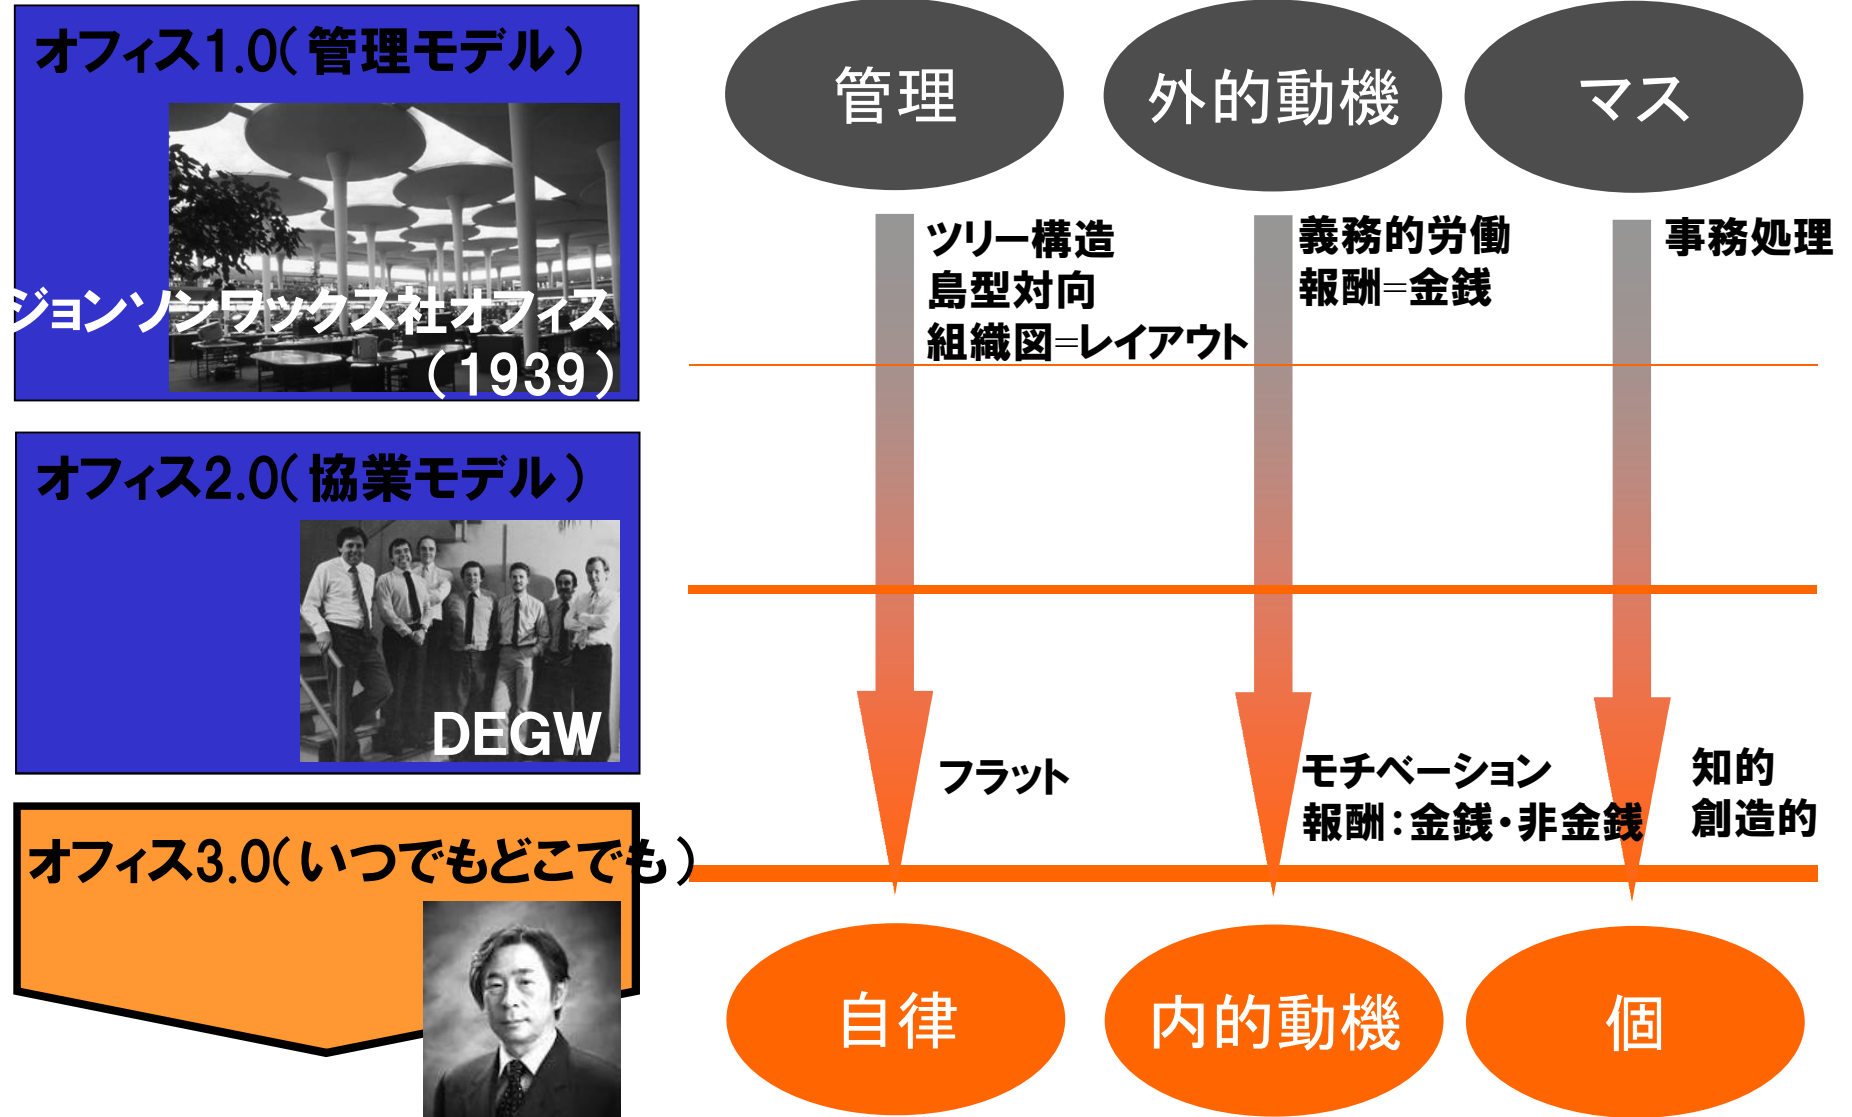 オフィス1.0(管理モデル)
ジョンソンワックス社オフィス
(1939)
オフィス2.0(協業モデル)
DEGW
オフィス3.0(いつでもどこでも)
管理
外的動機
マス
ツリー構造
島型対向
組織図=レイアウト
義務的労働
報酬=金銭
事務処理
フラット
モチベーション
報酬:金銭・非金銭
知的
創造的
自律
内的動機
個